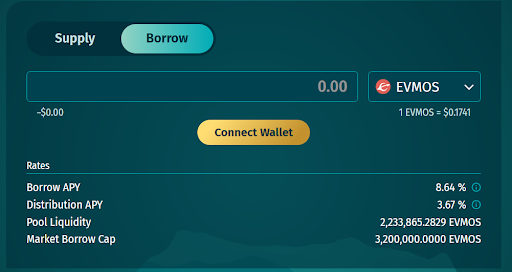 Supply Borrow
0.00 EVMOS
~$0.00 1 EVMOS = $0.1741
Connect Wallet
Rates
Borrow APY 8.64 %
Distribution APY 3.67 %
Pool Liquidity 2,233,865.2829 EVMOS
Market Borrow Cap 3,200,000.0000 EVMOS